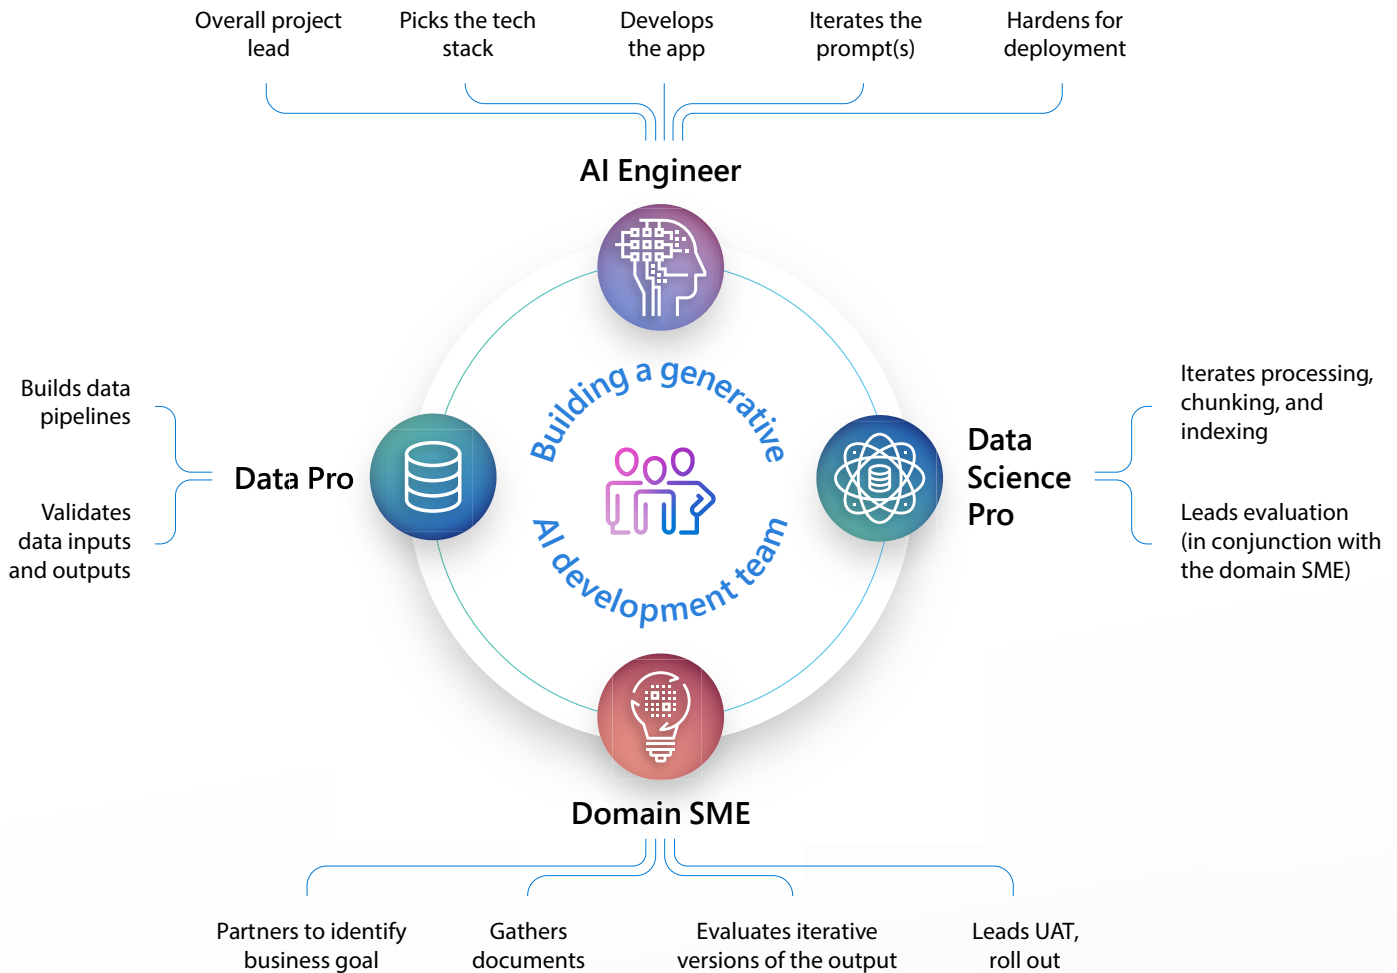 Overall project
lead
Picks the tech
stack
Develops
the app
Iterates the
prompt(s)
Hardens for
deployment
AI Engineer
Building a generative
AI development team
Builds data
pipelines
Validates
data inputs
and outputs
Data Pro
Data
Science
Pro
Iterates processing,
chunking, and
indexing
Leads evaluation
(in conjunction with
the domain SME)
Domain SME
Partners to identify
business goal
Gathers
documents
Evaluates iterative
versions of the output
Leads UAT,
roll out